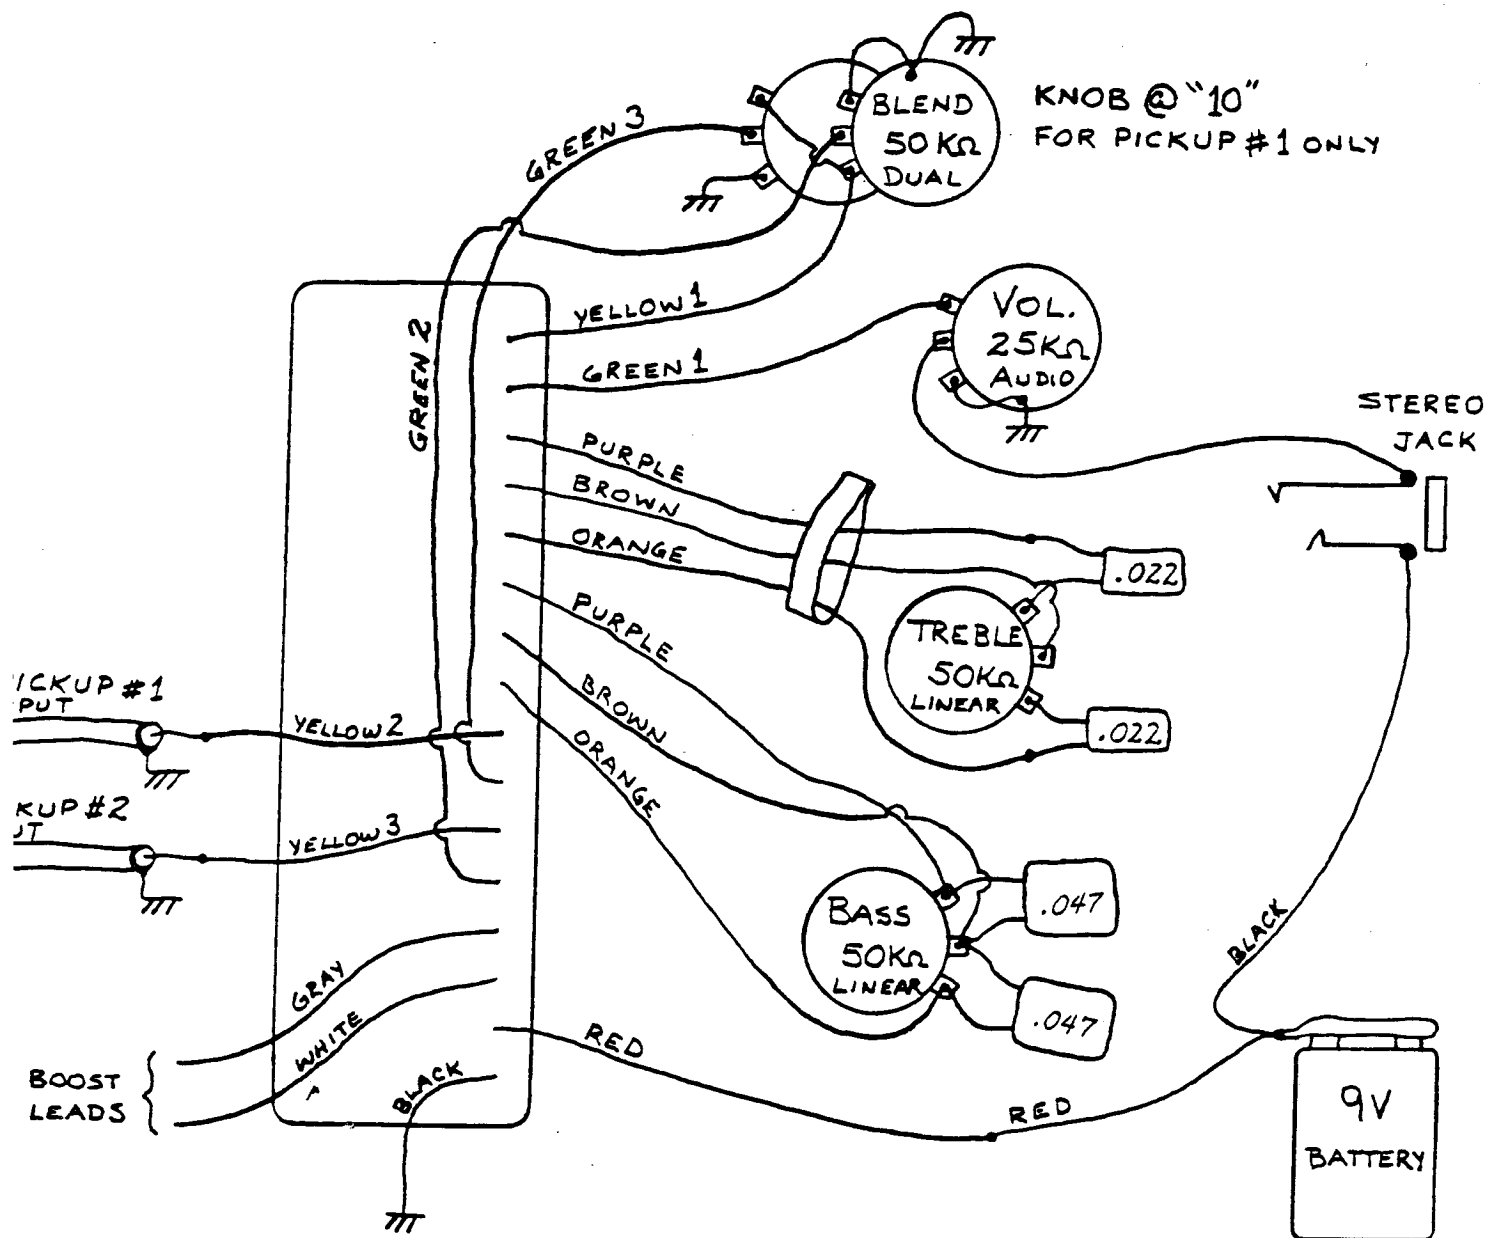 GREEN 3
BLEND
50 KΩ
DUAL
KNOB @ "10"
FOR PICKUP #1 ONLY
YELLOW 1
GREEN 1
GREEN 2
VOL.
25KΩ
AUDIO
STEREO
JACK
PURPLE
BROWN
ORANGE
.022
TREBLE
50KΩ
LINEAR
.022
PURPLE
BROWN
ORANGE
ICKUP #1
PUT
YELLOW 2
KUP #2
UT
YELLOW 3
BASS
50KΩ
LINEAR
.047
.047
GRAY
WHITE
BOOST
LEADS
BLACK
RED
RED
BLACK
9V
BATTERY